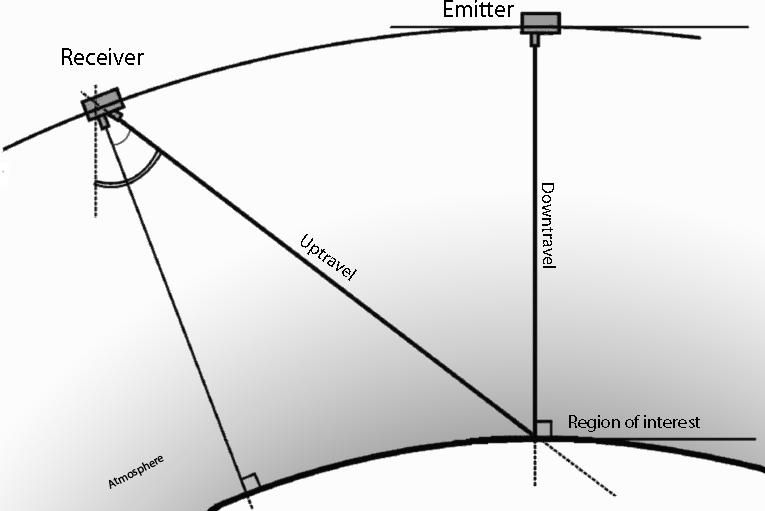 Emitter
Receiver
Downtravel
Uptravel
Region of interest
Atmosphere